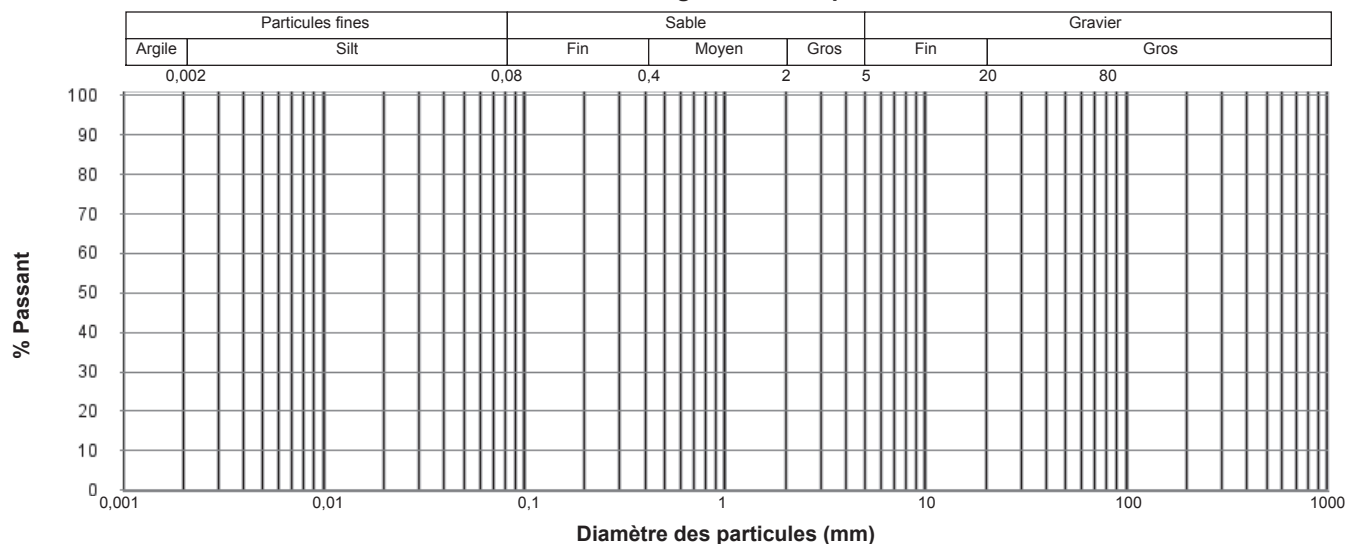 Particules fines Sable Gravier
Argile Silt Fin Moyen Gros Fin Gros
0,002 0,08 0,4 2 5 20 80
100
90
80
70
60
50
40
30
20
10
0
% Passant
0,001 0,01 0,1 1 10 100 1000
Diamètre des particules (mm)